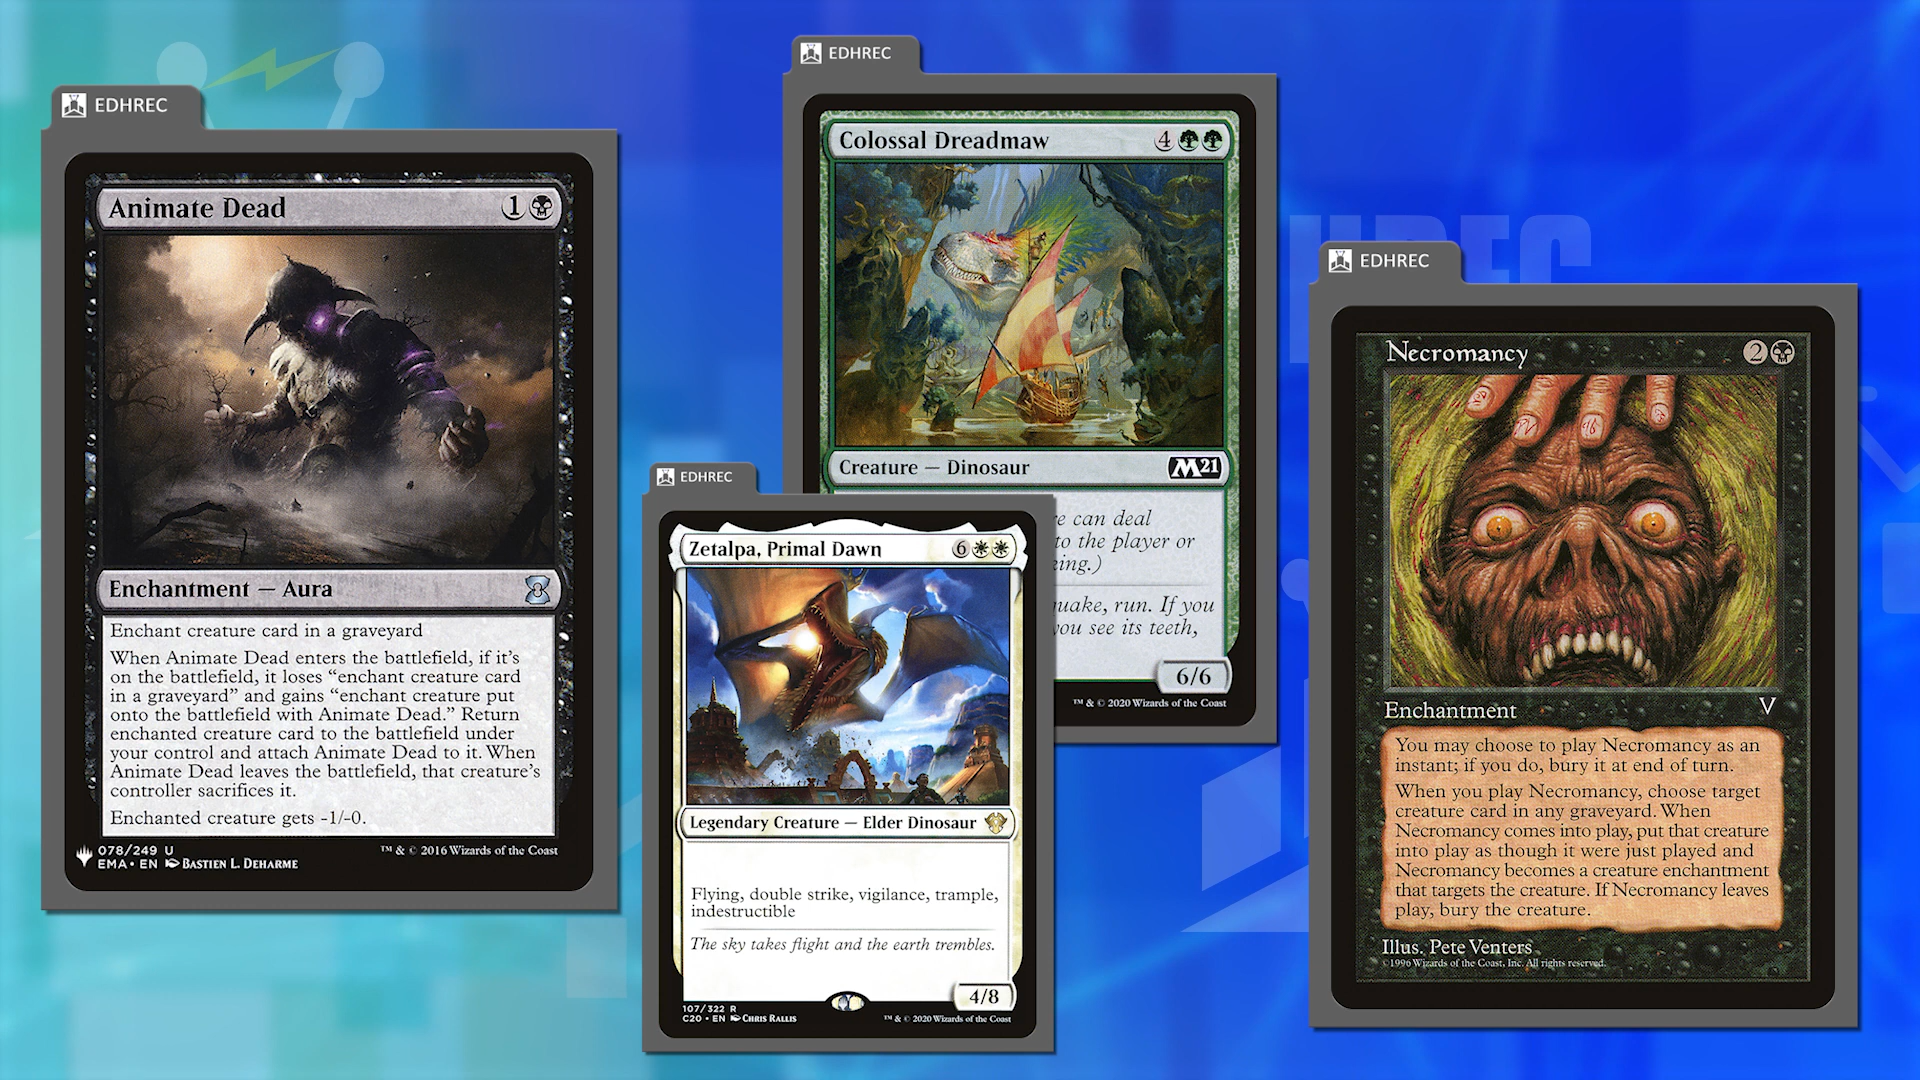 EDHREC
Animate Dead 1
Enchantment — Aura
Enchant creature card in a graveyard
When Animate Dead enters the battlefield, if it's
on the battlefield, it loses “enchant creature card
in a graveyard” and gains “enchant creature put
onto the battlefield with Animate Dead.” Return
enchanted creature card to the battlefield under
your control and attach Animate Dead to it. When
Animate Dead leaves the battlefield, that creature's
controller sacrifices it.
Enchanted creature gets -1/-0.
078/249 U
EMA • EN Bastien L. Deharme
™ & © 2016 Wizards of the Coast
EDHREC
Colossal Dreadmaw 4
Creature — Dinosaur M21
can deal
to the player or
quake, run. If you
you see its teeth,
6/6
™ & © 2020 Wizards of the Coast
EDHREC
Zetalpa, Primal Dawn 6
Legendary Creature — Elder Dinosaur
Flying, double strike, vigilance, trample,
indestructible
The sky takes flight and the earth trembles.
4/8
107/322 R
C20 • EN Chris Rallis
™ & © 2020 Wizards of the Coast
EDHREC
Necromancy 2
Enchantment V
You may choose to play Necromancy as an
instant; if you do, bury it at end of turn.
When you play Necromancy, choose target
creature card in any graveyard. When
Necromancy comes into play, put that creature
into play as though it were just played and
Necromancy becomes a creature enchantment
that targets the creature. If Necromancy leaves
play, bury the creature.
Illus. Pete Venters
©1996 Wizards of the Coast, Inc. All rights reserved.